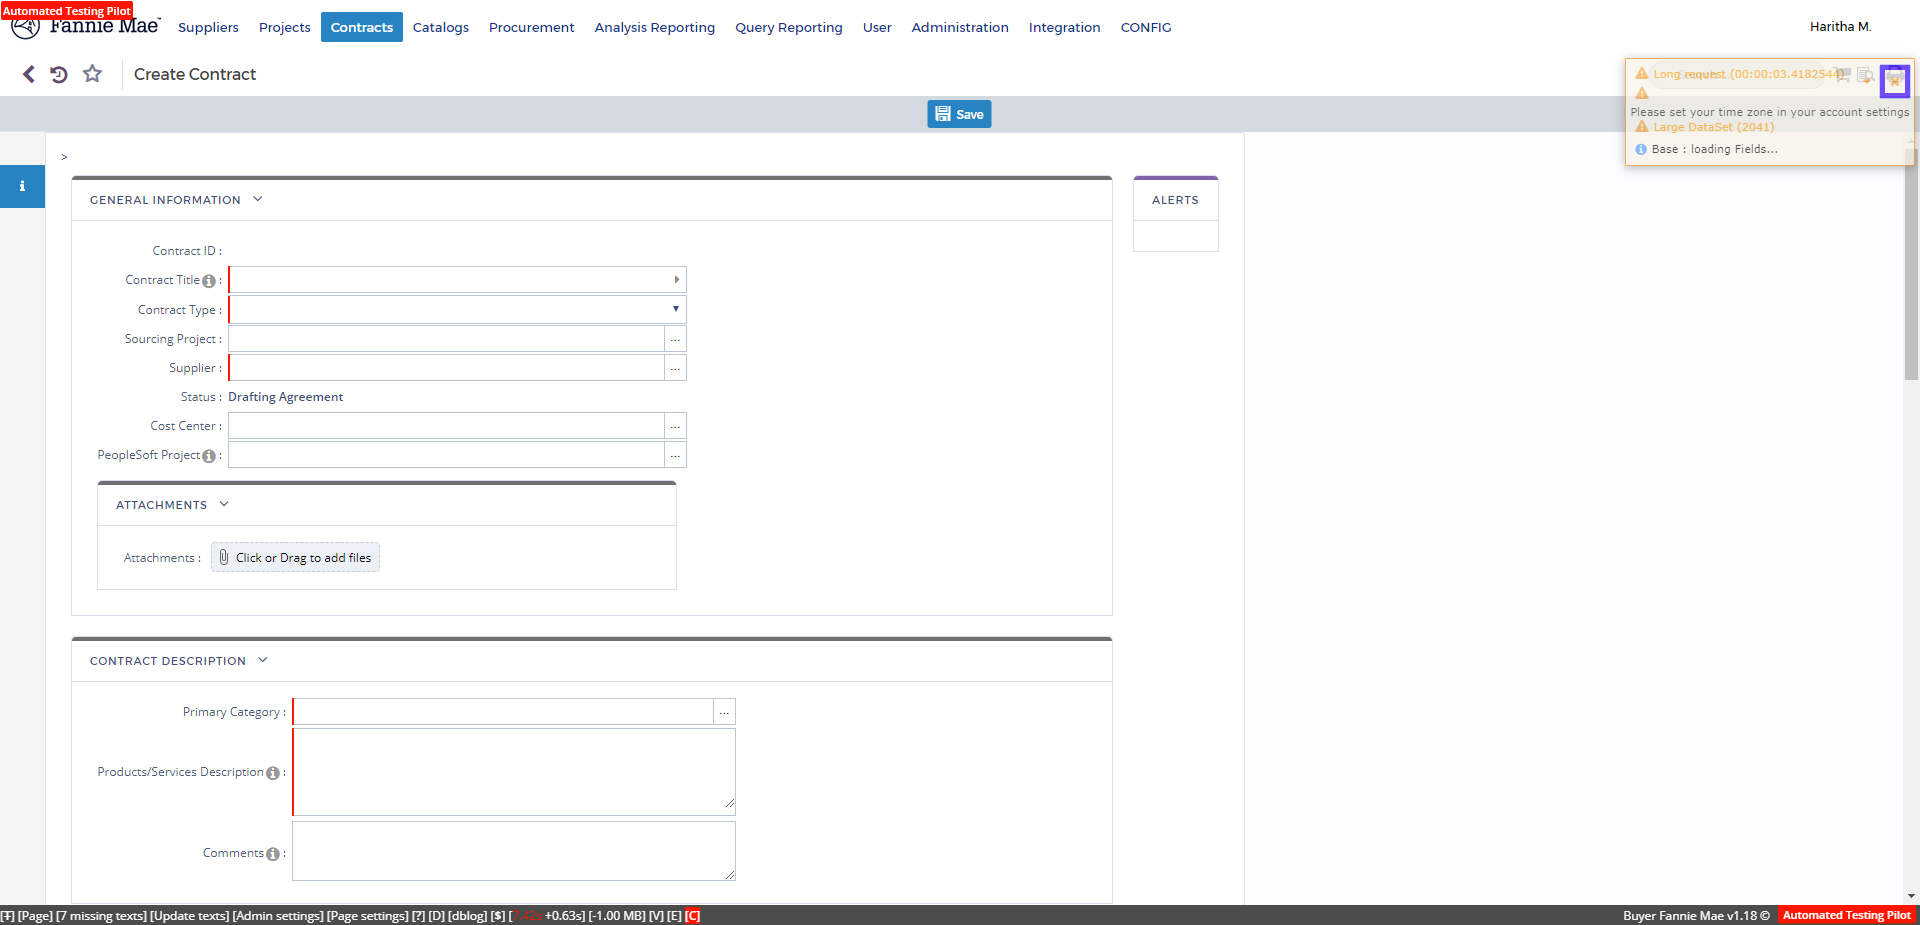 Automated Testing Pilot
Fannie Mae
Suppliers Projects Contracts Catalogs Procurement Analysis Reporting Query Reporting User Administration Integration CONFIG
Haritha M.
Create Contract
Long request (00:00:03.4182544)
Please set your time zone in your account settings
Large DataSet (2041)
Base : loading Fields...
Save
>
GENERAL INFORMATION
ALERTS
Contract ID :
Contract Title :
Contract Type :
Sourcing Project :
...
Supplier :
...
Status : Drafting Agreement
Cost Center :
...
PeopleSoft Project :
...
ATTACHMENTS
Attachments : Click or Drag to add files
CONTRACT DESCRIPTION
Primary Category :
...
Products/Services Description :
Comments :
[T] [Page] [7 missing texts] [Update texts] [Admin settings] [Page settings] [?] [D] [dblog] [$] [ +0.63s] [-1.00 MB] [V] [E] [C]
Buyer Fannie Mae v1.18 © Automated Testing Pilot